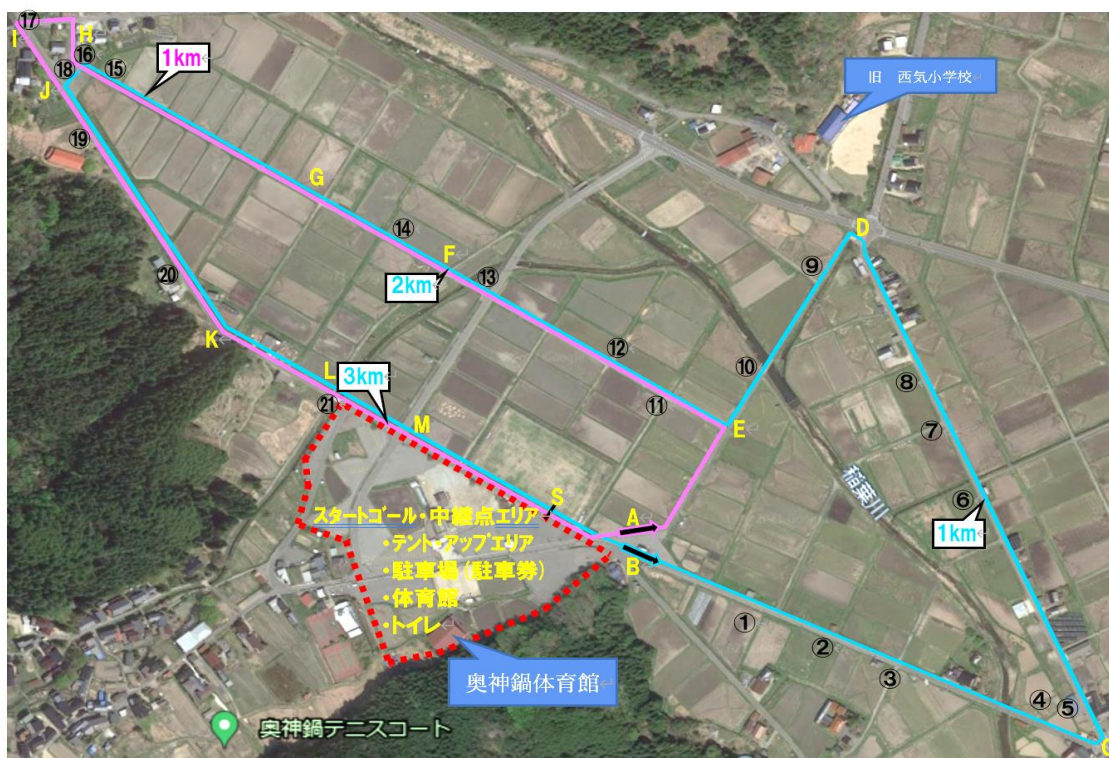 ⑰
I
H
⑯
⑮
1km
⑱
J
⑲
旧　西気小学校
G
⑭
F
⑬
2km
D
⑨
⑳
K
⑫
⑩
⑧
L
3km
㉑
⑪
M
E
⑦
稲葉川
S
スタートゴール・中継点エリア
・テント・アップエリア
・駐車場（駐車券）
・体育館
・トイレ
A
B
⑥
1km
①
②
③
④
⑤
C
奥神鍋体育館
奥神鍋テニスコート